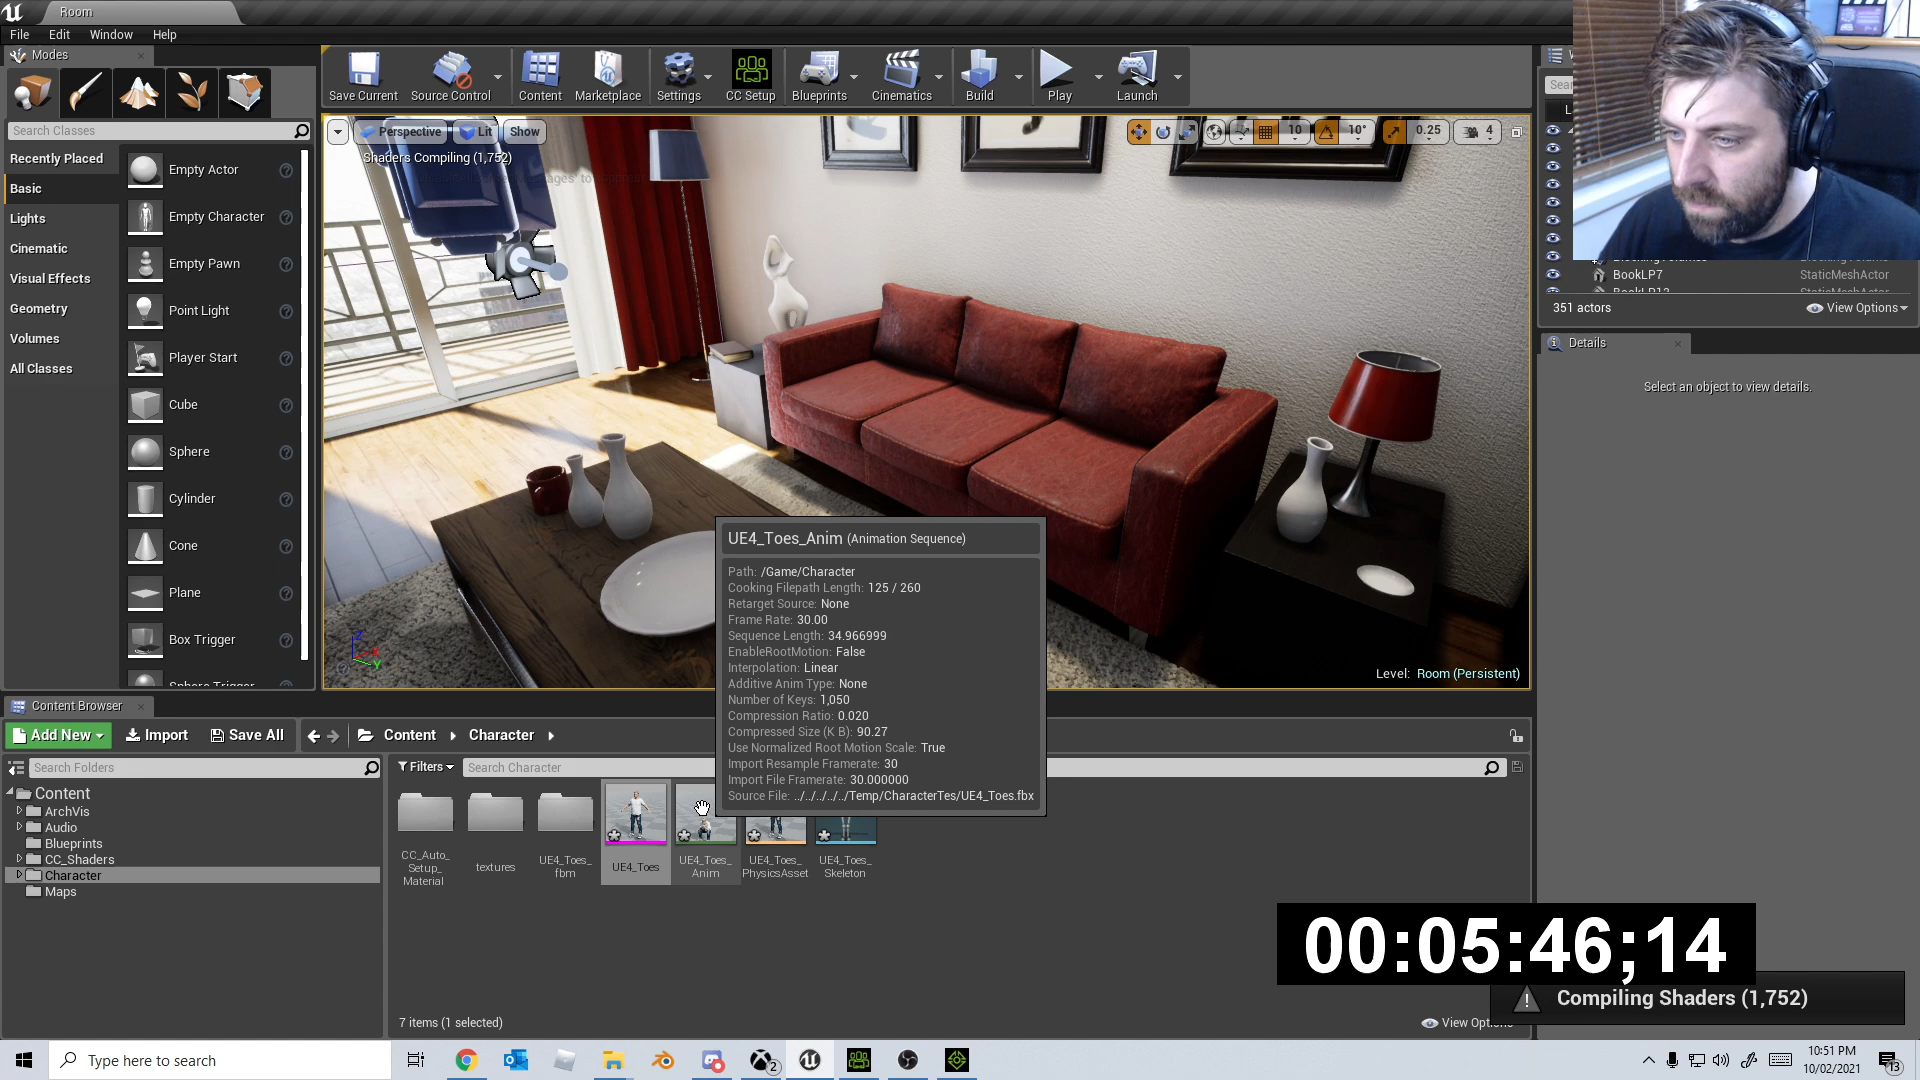 Room
File Edit Window Help
Modes
Search Classes
Recently Placed
Basic
Lights
Cinematic
Visual Effects
Geometry
Volumes
All Classes
Empty Actor
Empty Character
Empty Pawn
Point Light
Player Start
Cube
Sphere
Cylinder
Cone
Plane
Box Trigger
Sphere Trigger
Save Current Source Control Content Marketplace Settings CC Setup Blueprints Cinematics Build Play Launch
Perspective Lit Show 10 10° 0.25 4
Shaders Compiling (1,752)
Z X Y
Level: Room (Persistent)
UE4_Toes_Anim (Animation Sequence)
Path: /Game/Character
Cooking Filepath Length: 125 / 260
Retarget Source: None
Frame Rate: 30.00
Sequence Length: 34.966999
EnableRootMotion: False
Interpolation: Linear
Additive Anim Type: None
Number of Keys: 1,050
Compression Ratio: 0.020
Compressed Size (K B): 90.27
Use Normalized Root Motion Scale: True
Import Resample Framerate: 30
Import File Framerate: 30.000000
Source File: ../../../../../Temp/CharacterTes/UE4_Toes.fbx
BookLP7 StaticMeshActor
351 actors View Options
Details
Select an object to view details.
Content Browser
Add New Import Save All Content Character
Search Folders
Content
ArchVis
Audio
Blueprints
CC_Shaders
Character
Maps
Filters Search Character
CC_Auto_
Setup_
Material
textures
UE4_Toes_
fbm
UE4_Toes
UE4_Toes_
Anim
UE4_Toes_
PhysicsAsset
UE4_Toes_
Skeleton
7 items (1 selected)
View Options
00:05:46;14
Compiling Shaders (1,752)
Type here to search
2
10:51 PM
10/02/2021
13